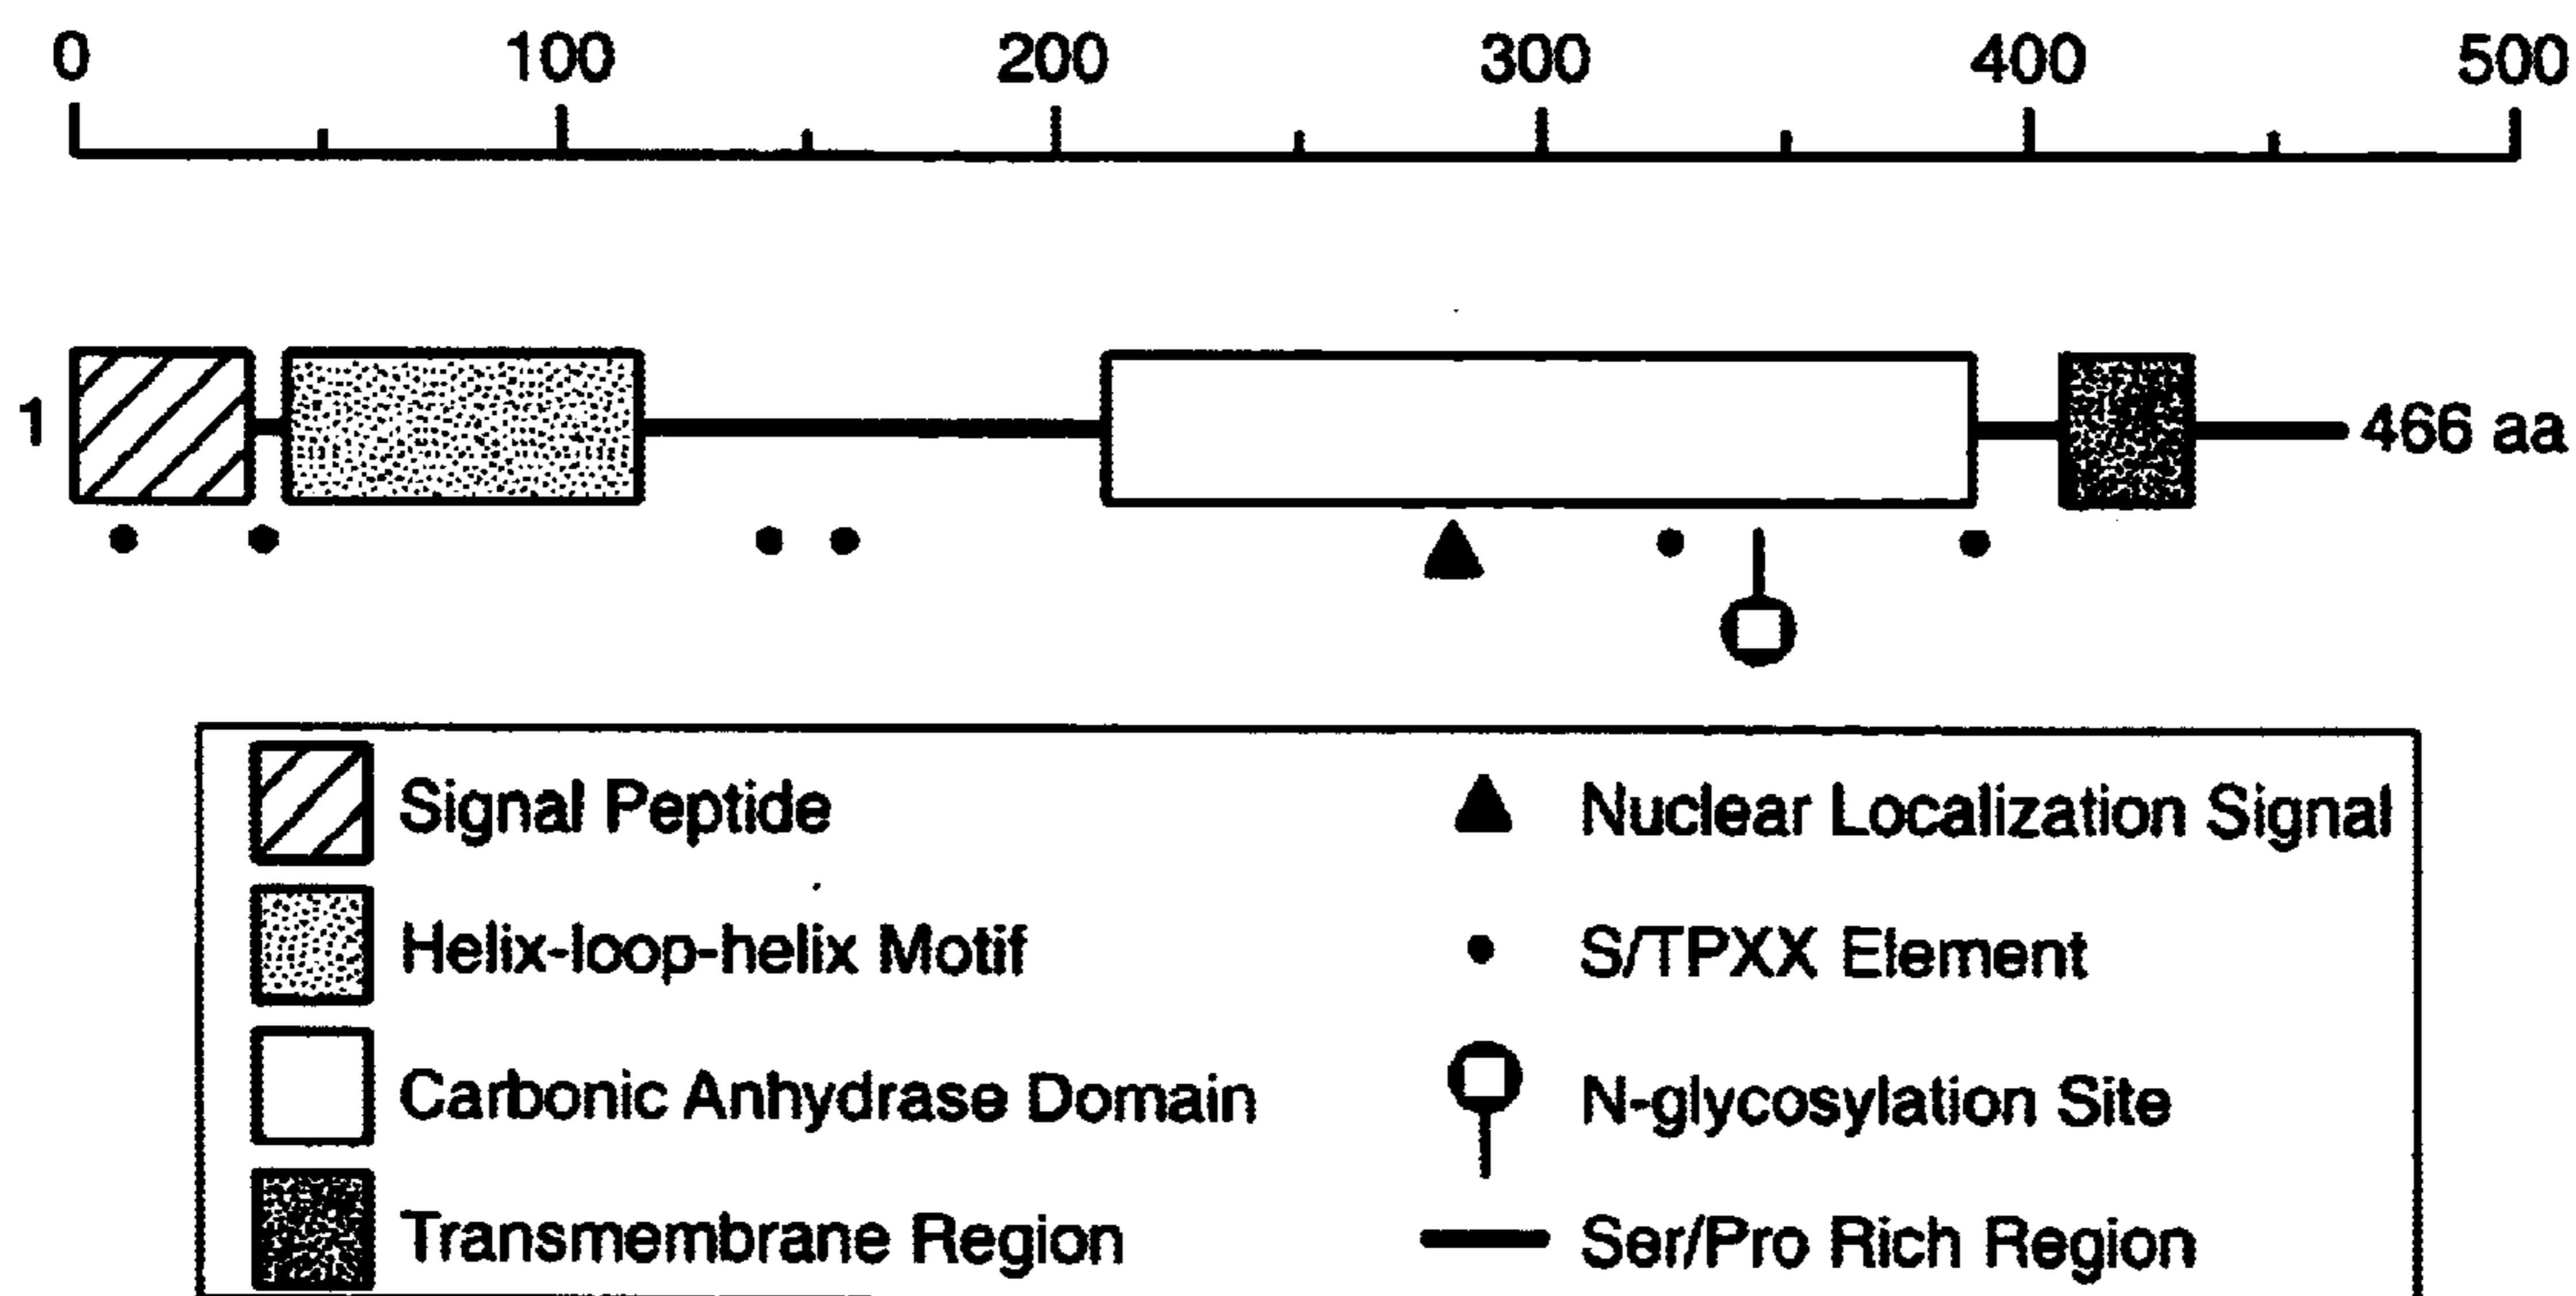 0 100 200 300 400 500
1 466 aa
Signal Peptide
Helix-loop-helix Motif
Carbonic Anhydrase Domain
Transmembrane Region
Nuclear Localization Signal
S/TPXX Element
N-glycosylation Site
Ser/Pro Rich Region